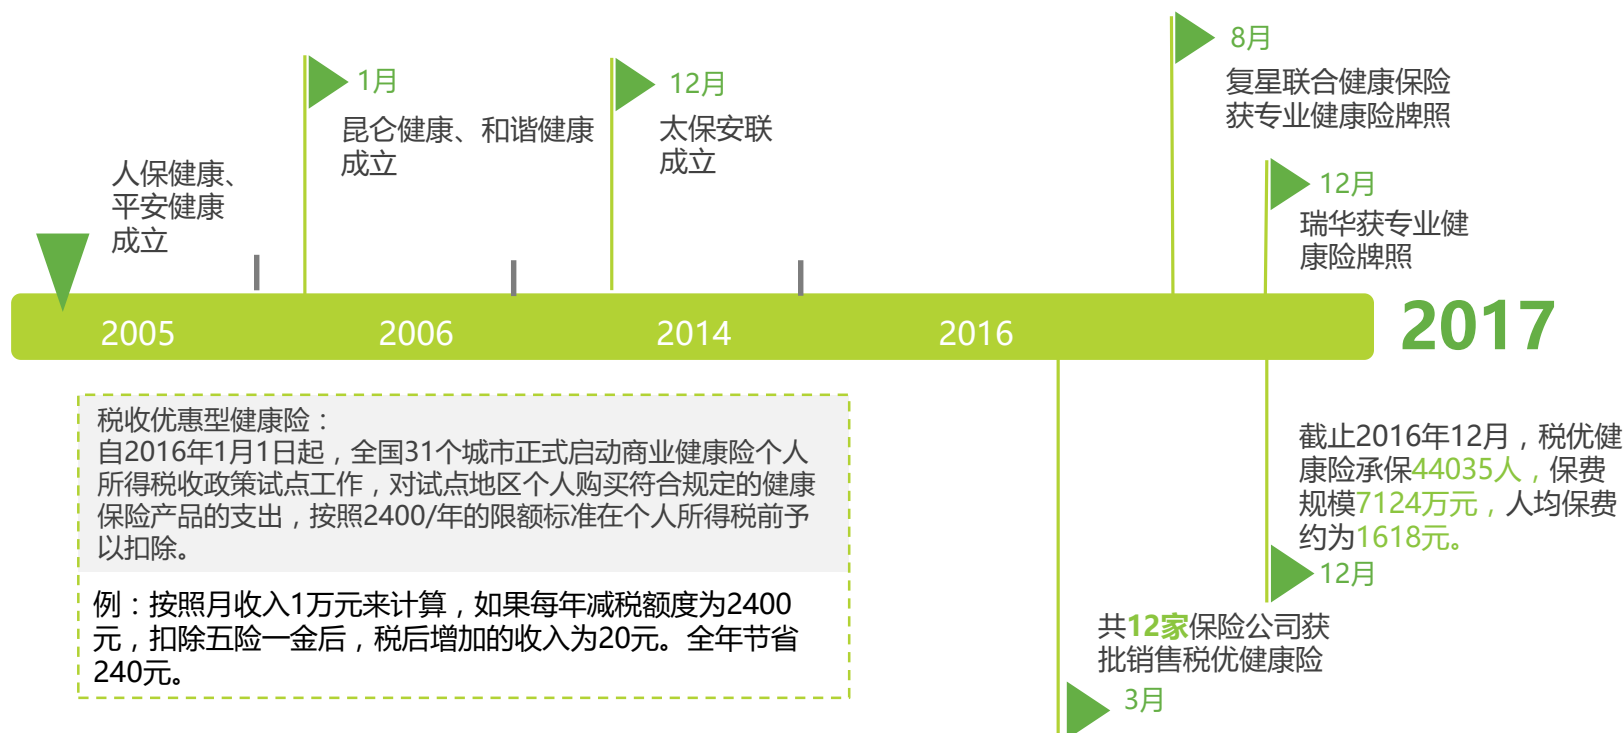 8月
复星联合健康保险
获专业健康险牌照
1月
昆仑健康、和谐健康
成立
12月
太保安联
成立
人保健康、
平安健康
成立
12月
瑞华获专业健
康险牌照
2005
2006
2014
2016
2017
税收优惠型健康险：
自2016年1月1日起，全国31个城市正式启动商业健康险个人
所得税收政策试点工作，对试点地区个人购买符合规定的健康
保险产品的支出，按照2400/年的限额标准在个人所得税前予
以扣除。
例：按照月收入1万元来计算，如果每年减税额度为2400
元，扣除五险一金后，税后增加的收入为20元。全年节省
240元。
截止2016年12月，税优健
康险承保44035人，保费
规模7124万元，人均保费
约为1618元。
12月
共12家保险公司获
批销售税优健康险
3月